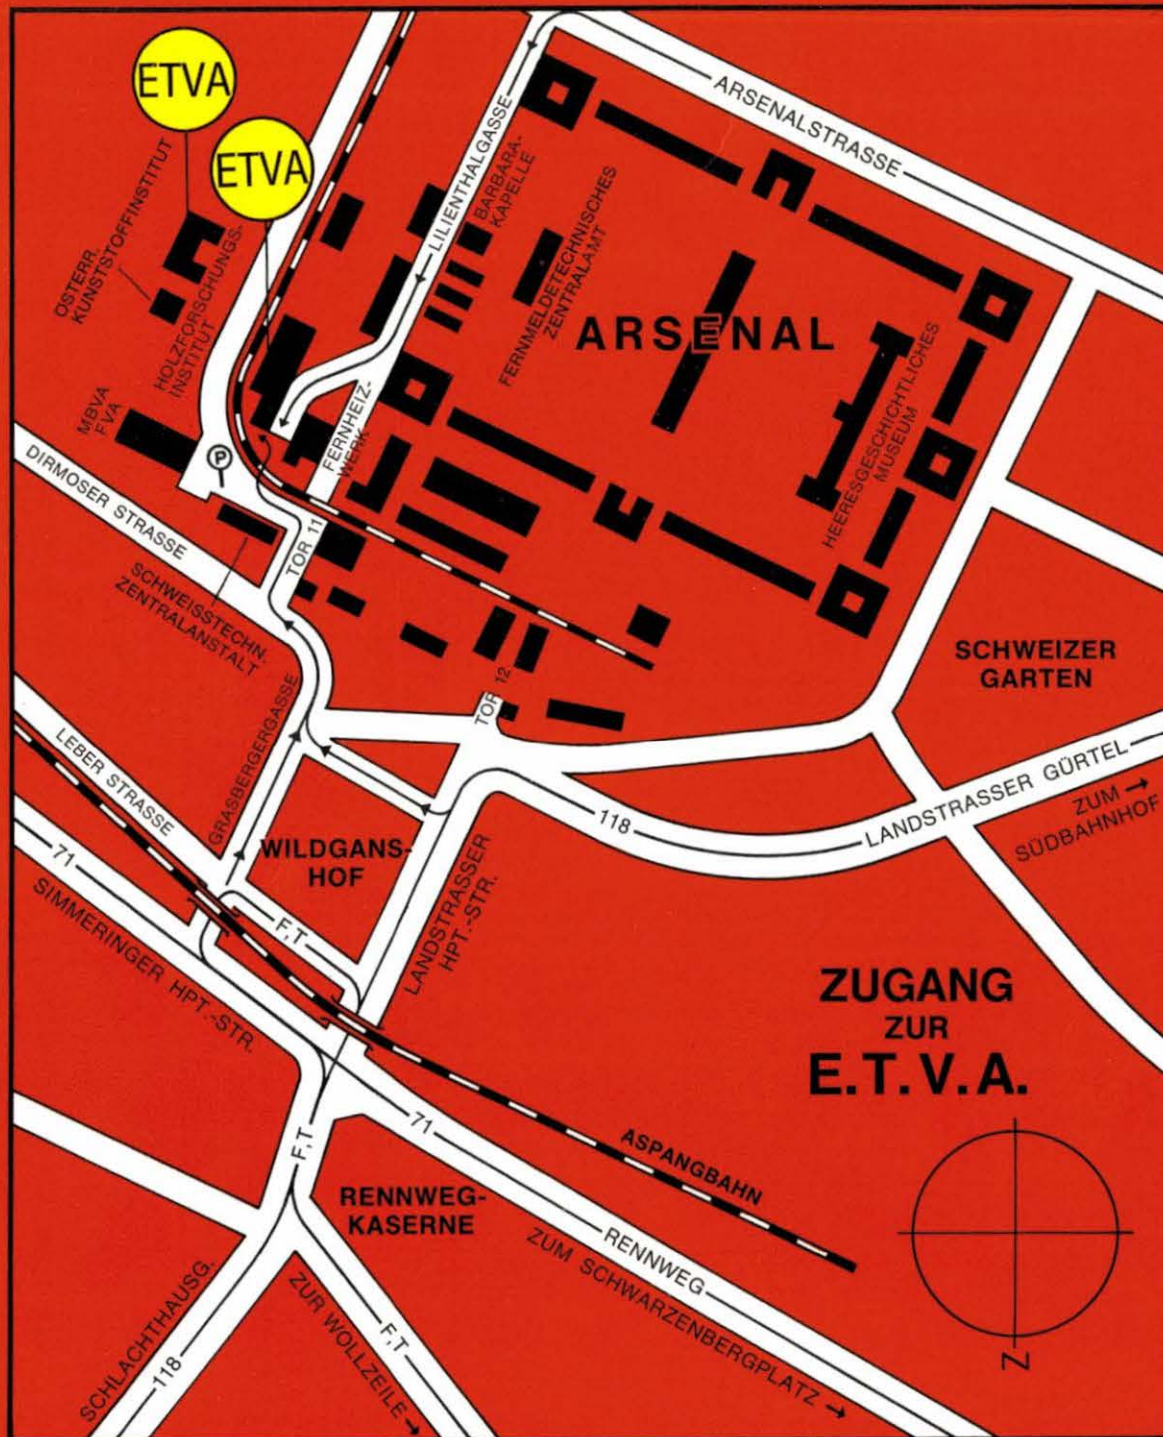 ETVA
ETVA
ARSENALSTRASSE
LILIENTHALGASSE
BARBARA-
KAPELLE
FERNMELDETECHNISCHES
ZENTRALAMT
ÖSTERR.
KUNSTSTOFFINSTITUT
HOLZFORSCHUNGS-
INSTITUT
ARSENAL
HEERESGESCHICHTLICHES
MUSEUM
MBVA
FVA
P
FERNHEIZ-
WERK
DIRMOSER STRASSE
TOR 11
SCHWEISSTECHN.
ZENTRALANSTALT
TOR 12
SCHWEIZER
GARTEN
LEBER STRASSE
GRASBERGERGASSE
118
LANDSTRASSER GÜRTEL
ZUM →
SÜDBAHNHOF
WILDGANS-
HOF
71
SIMMERINGER HPT.-STR.
F,T
LANDSTRASSER
HPT.-STR.
ZUGANG
ZUR
E.T.V.A.
71
ASPANGBAHN
F,T
RENNWEG-
KASERNE
RENNWEG
ZUM SCHWARZENBERGPLATZ →
SCHLACHTHAUSG.
118
ZUR WOLLZEILE →
F,T
N